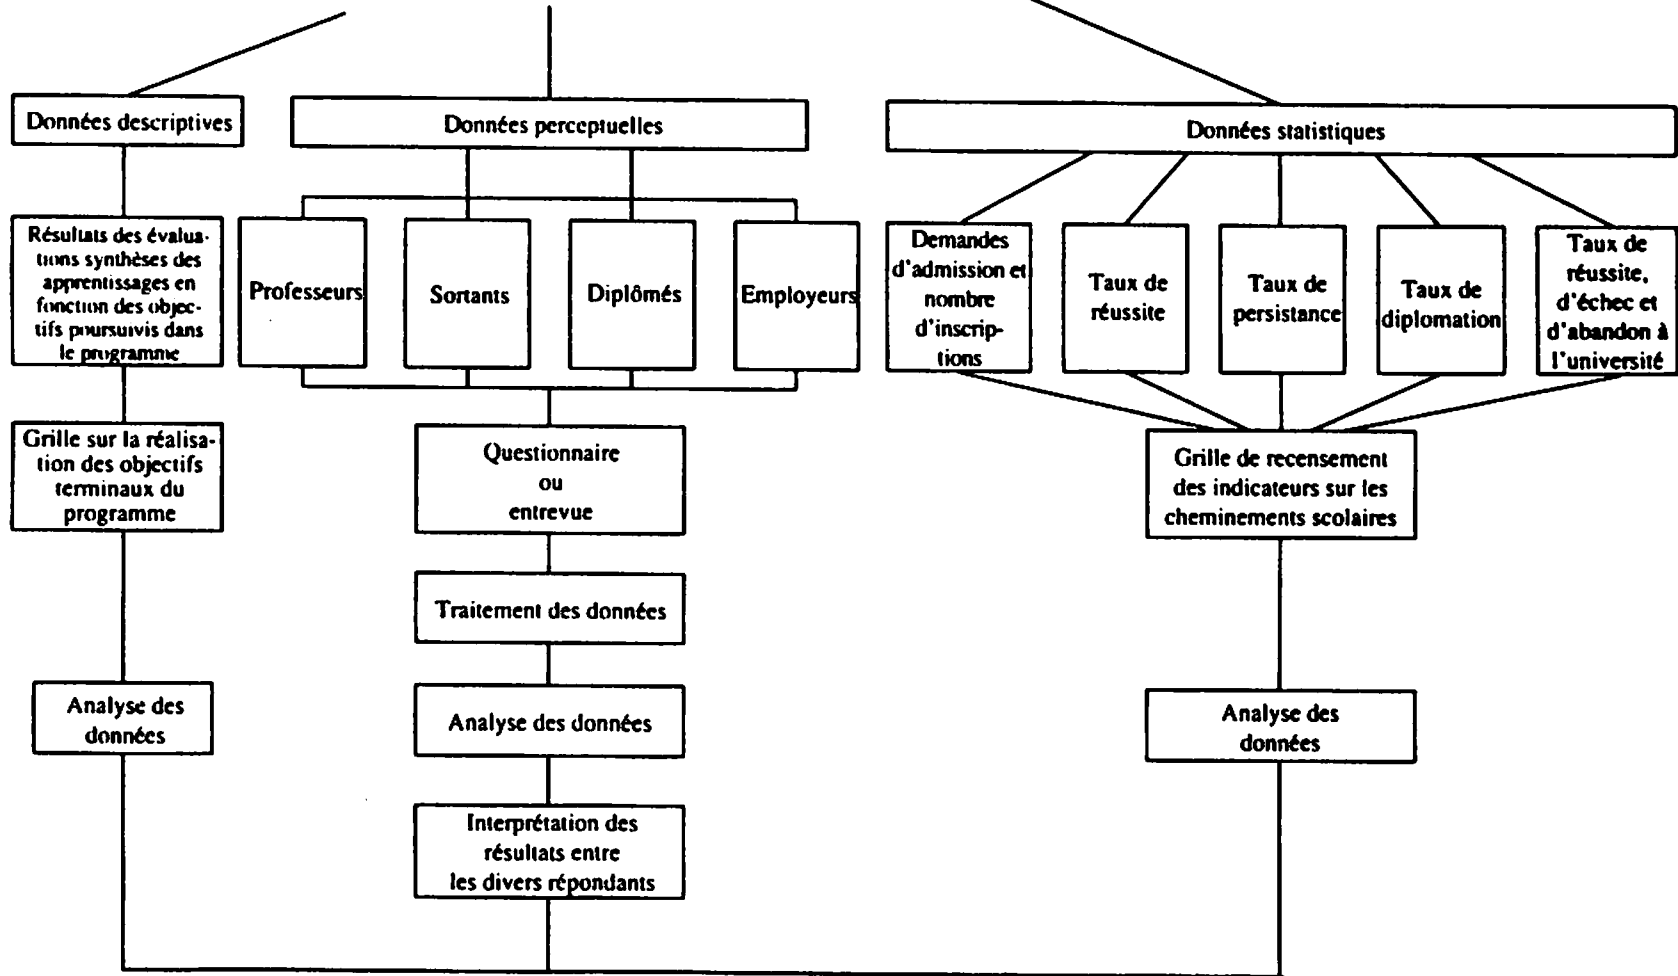 Données descriptives
Données perceptuelles
Données statistiques
Résultats des évalua-
tions synthèses des
apprentissages en
fonction des objec-
tifs poursuivis dans
le programme
Professeurs
Sortants
Diplômés
Employeurs
Demandes
d'admission et
nombre
d'inscrip-
tions
Taux de
réussite
Taux de
persistance
Taux de
diplomation
Taux de
réussite,
d'échec et
d'abandon à
l'université
Grille sur la réalisa-
tion des objectifs
terminaux du
programme
Questionnaire
ou
entrevue
Grille de recensement
des indicateurs sur les
cheminements scolaires
Traitement des données
Analyse des
données
Analyse des données
Analyse des
données
Interprétation des
résultats entre
les divers répondants